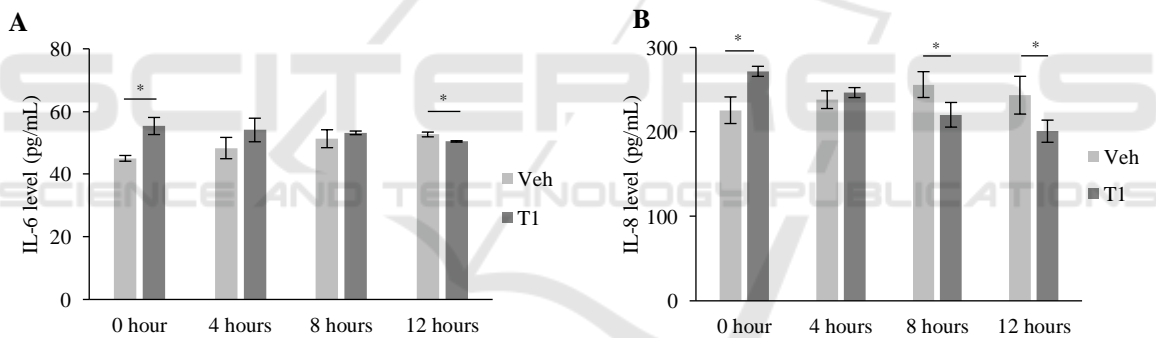 A
IL-6 level (pg/mL)
80
60
40
20
0
*
*
0 hour
4 hours
8 hours
12 hours
Veh
T1
B
IL-8 level (pg/mL)
300
200
100
0
*
*
*
0 hour
4 hours
8 hours
12 hours
Veh
T1
SCITEPRESS
SCIENCE AND TECHNOLOGY PUBLICATIONS